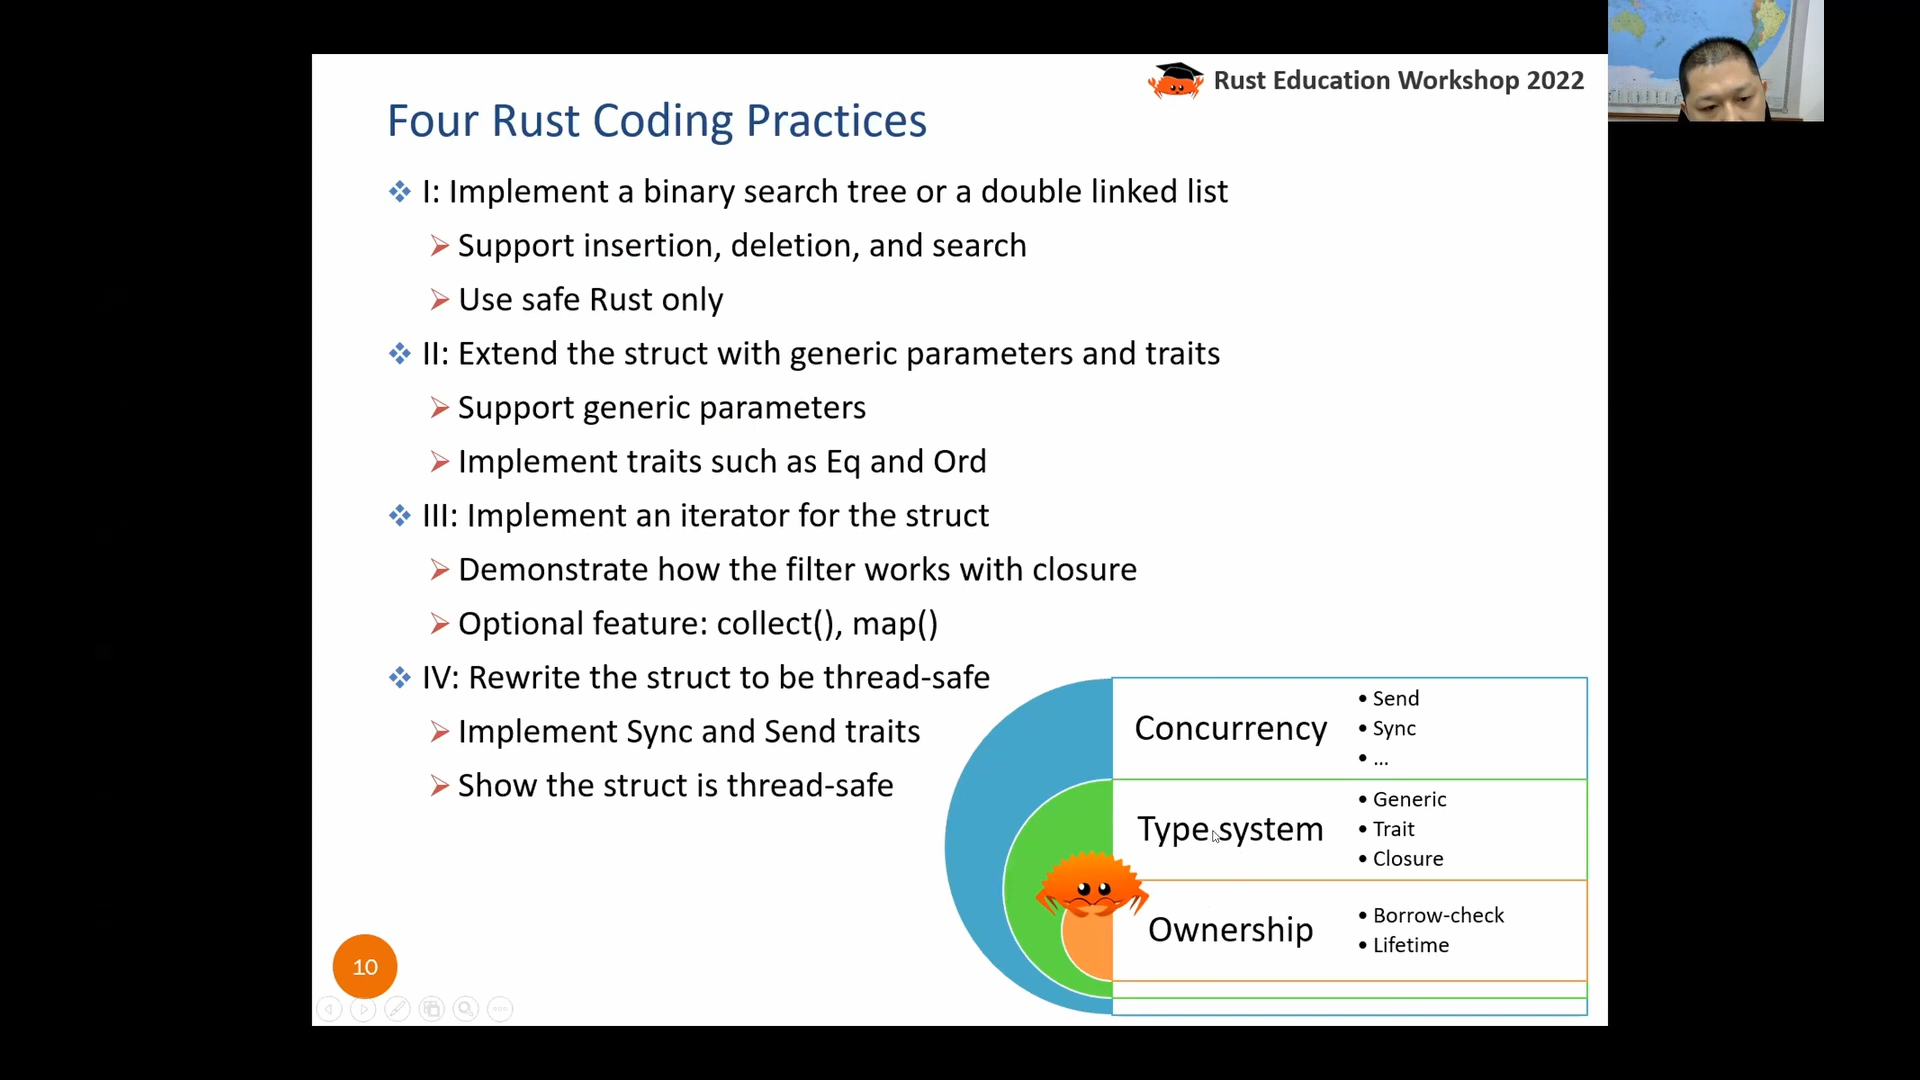 Rust Education Workshop 2022
Four Rust Coding Practices
I: Implement a binary search tree or a double linked list
Support insertion, deletion, and search
Use safe Rust only
II: Extend the struct with generic parameters and traits
Support generic parameters
Implement traits such as Eq and Ord
III: Implement an iterator for the struct
Demonstrate how the filter works with closure
Optional feature: collect(), map()
IV: Rewrite the struct to be thread-safe
Implement Sync and Send traits
Show the struct is thread-safe
Concurrency
• Send
• Sync
• ...
Type system
• Generic
• Trait
• Closure
Ownership
• Borrow-check
• Lifetime
10